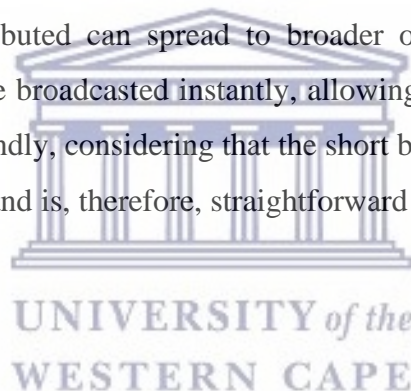 buted can spread to broader o
e broadcasted instantly, allowing
ndly, considering that the short b
and is, therefore, straightforward
UNIVERSITY of the
WESTERN CAPE